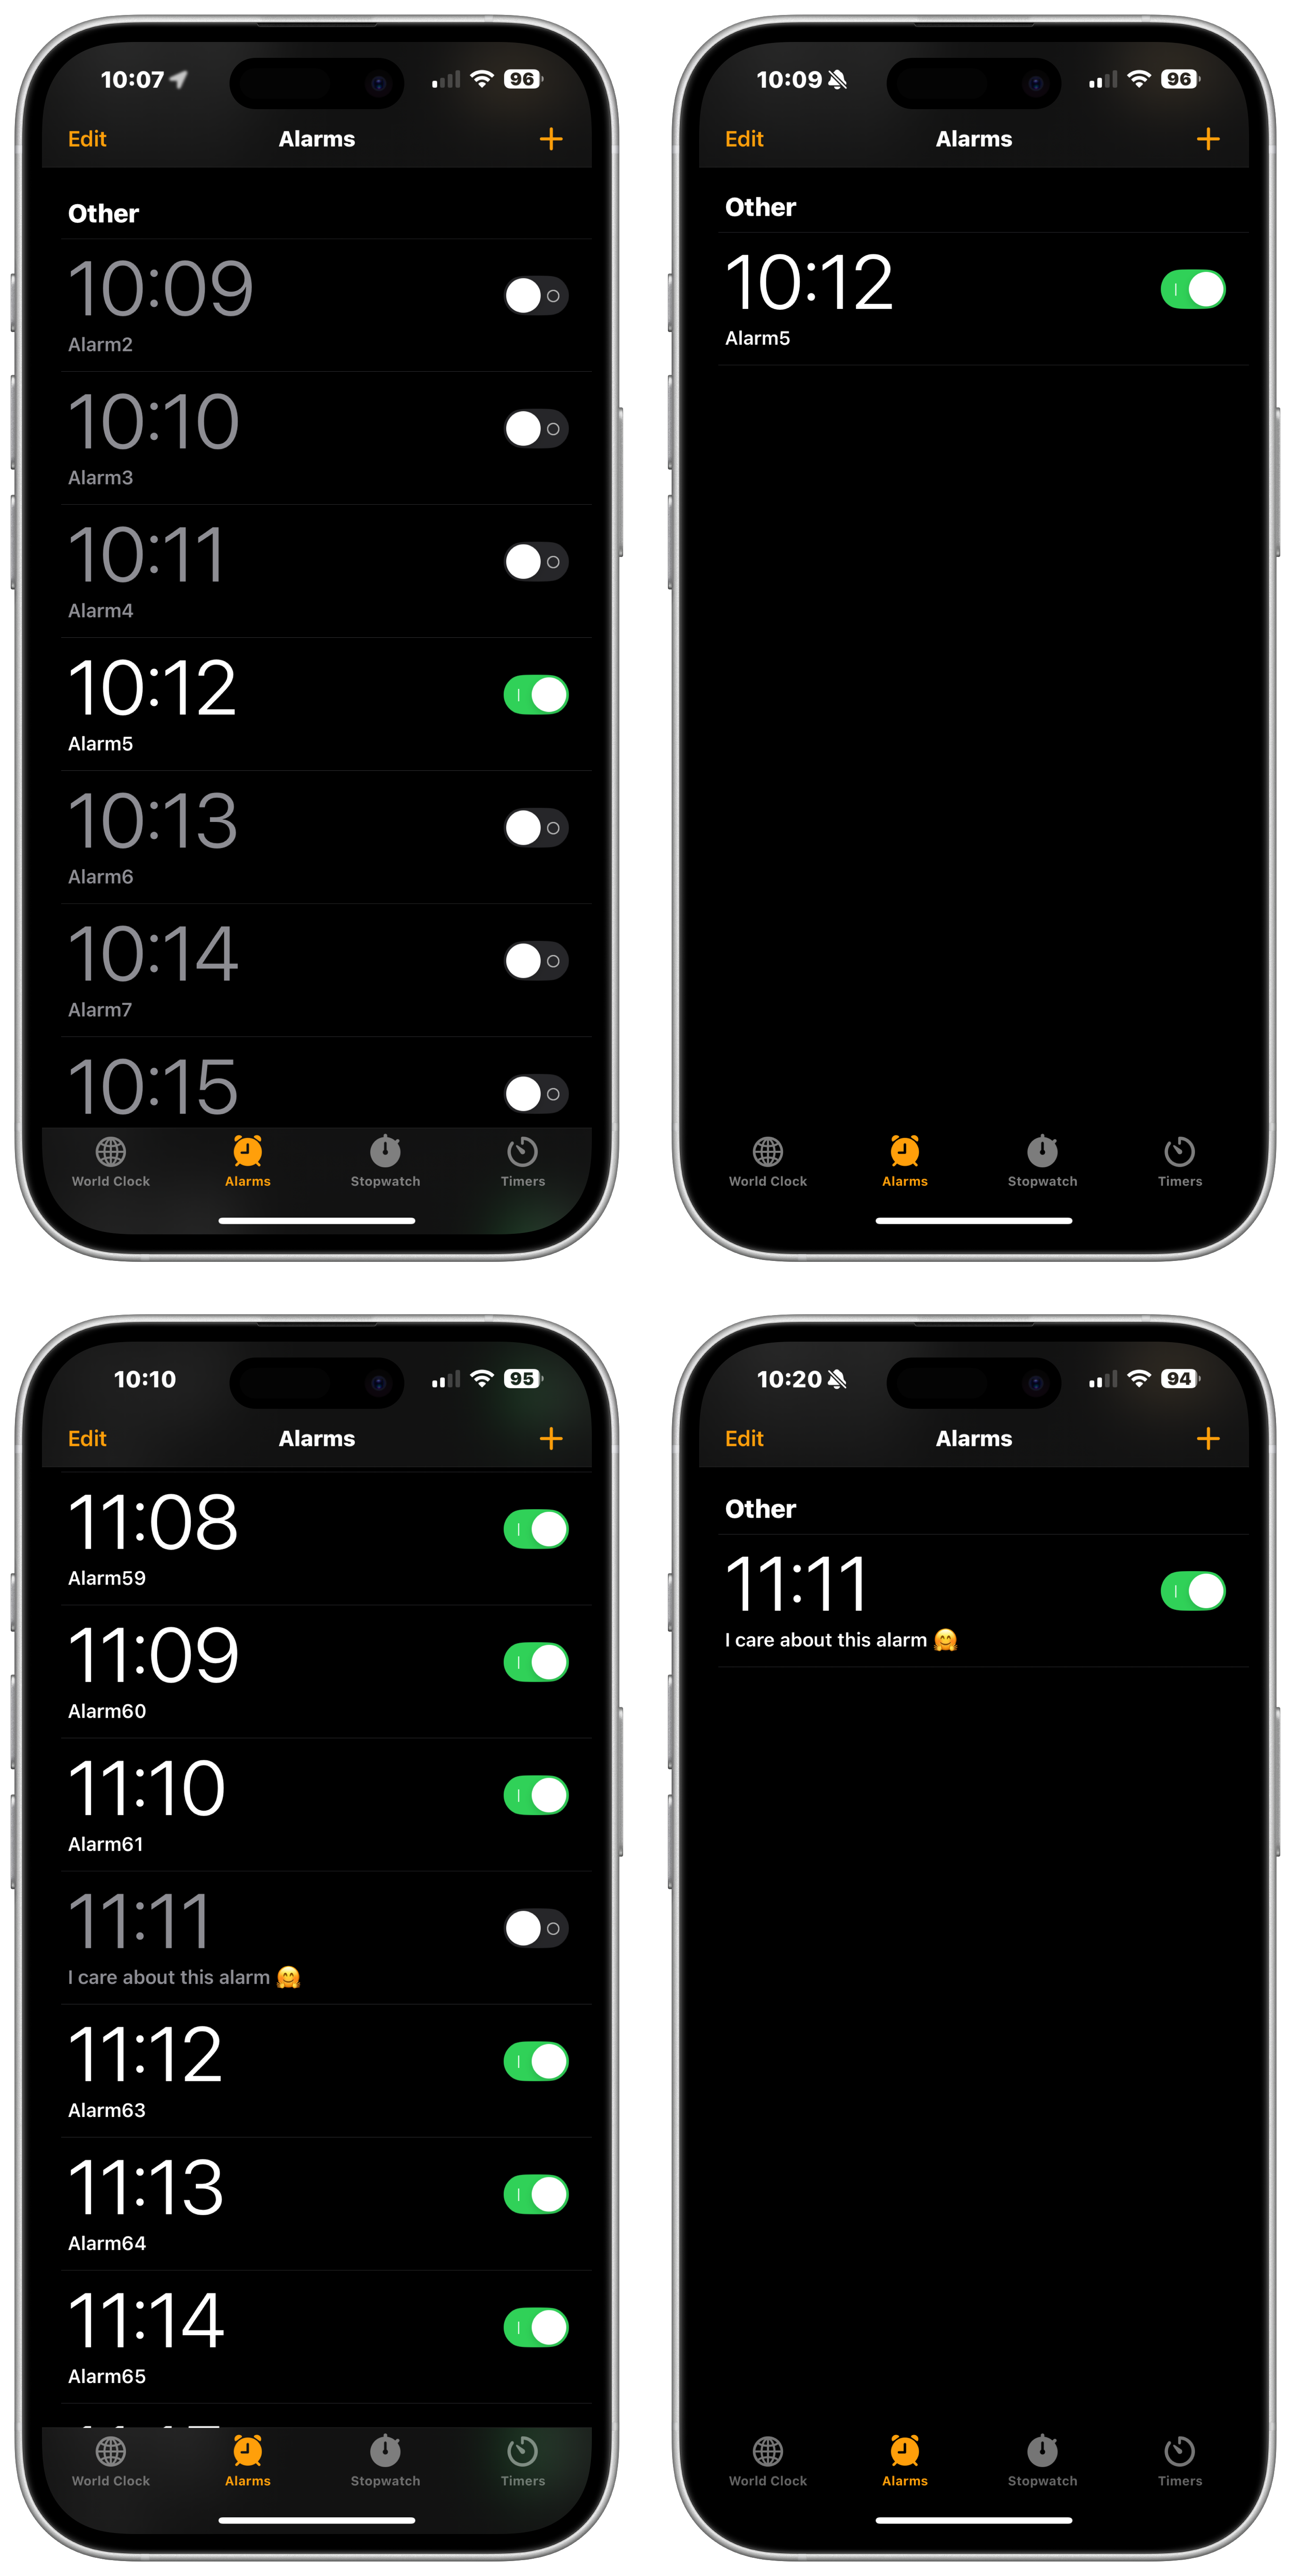 10:07
96
Edit
Alarms
+
Other
10:09
Alarm2
10:10
Alarm3
10:11
Alarm4
10:12
Alarm5
10:13
Alarm6
10:14
Alarm7
10:15
World Clock
Alarms
Stopwatch
Timers
10:09
96
Edit
Alarms
+
Other
10:12
Alarm5
World Clock
Alarms
Stopwatch
Timers
10:10
95
Edit
Alarms
+
11:08
Alarm59
11:09
Alarm60
11:10
Alarm61
11:11
I care about this alarm 🤗
11:12
Alarm63
11:13
Alarm64
11:14
Alarm65
World Clock
Alarms
Stopwatch
Timers
10:20
94
Edit
Alarms
+
Other
11:11
I care about this alarm 🤗
World Clock
Alarms
Stopwatch
Timers